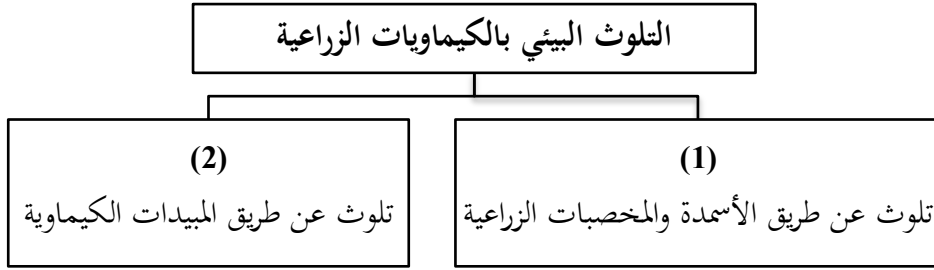 التلوث البيئي بالكيماويات الزراعية
(1)
تلوث عن طريق الأسمدة والمخصبات الزراعية
(2)
تلوث عن طريق المبيدات الكيماوية